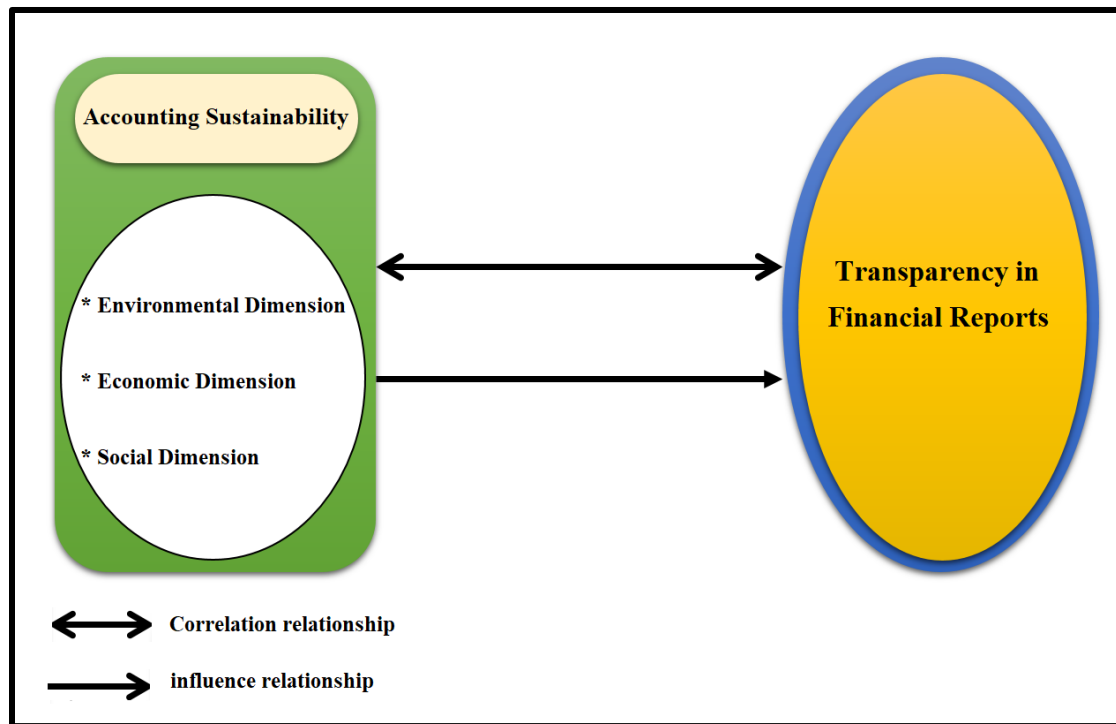 Accounting Sustainability
* Environmental Dimension
* Economic Dimension
* Social Dimension
Transparency in
Financial Reports
Correlation relationship
influence relationship